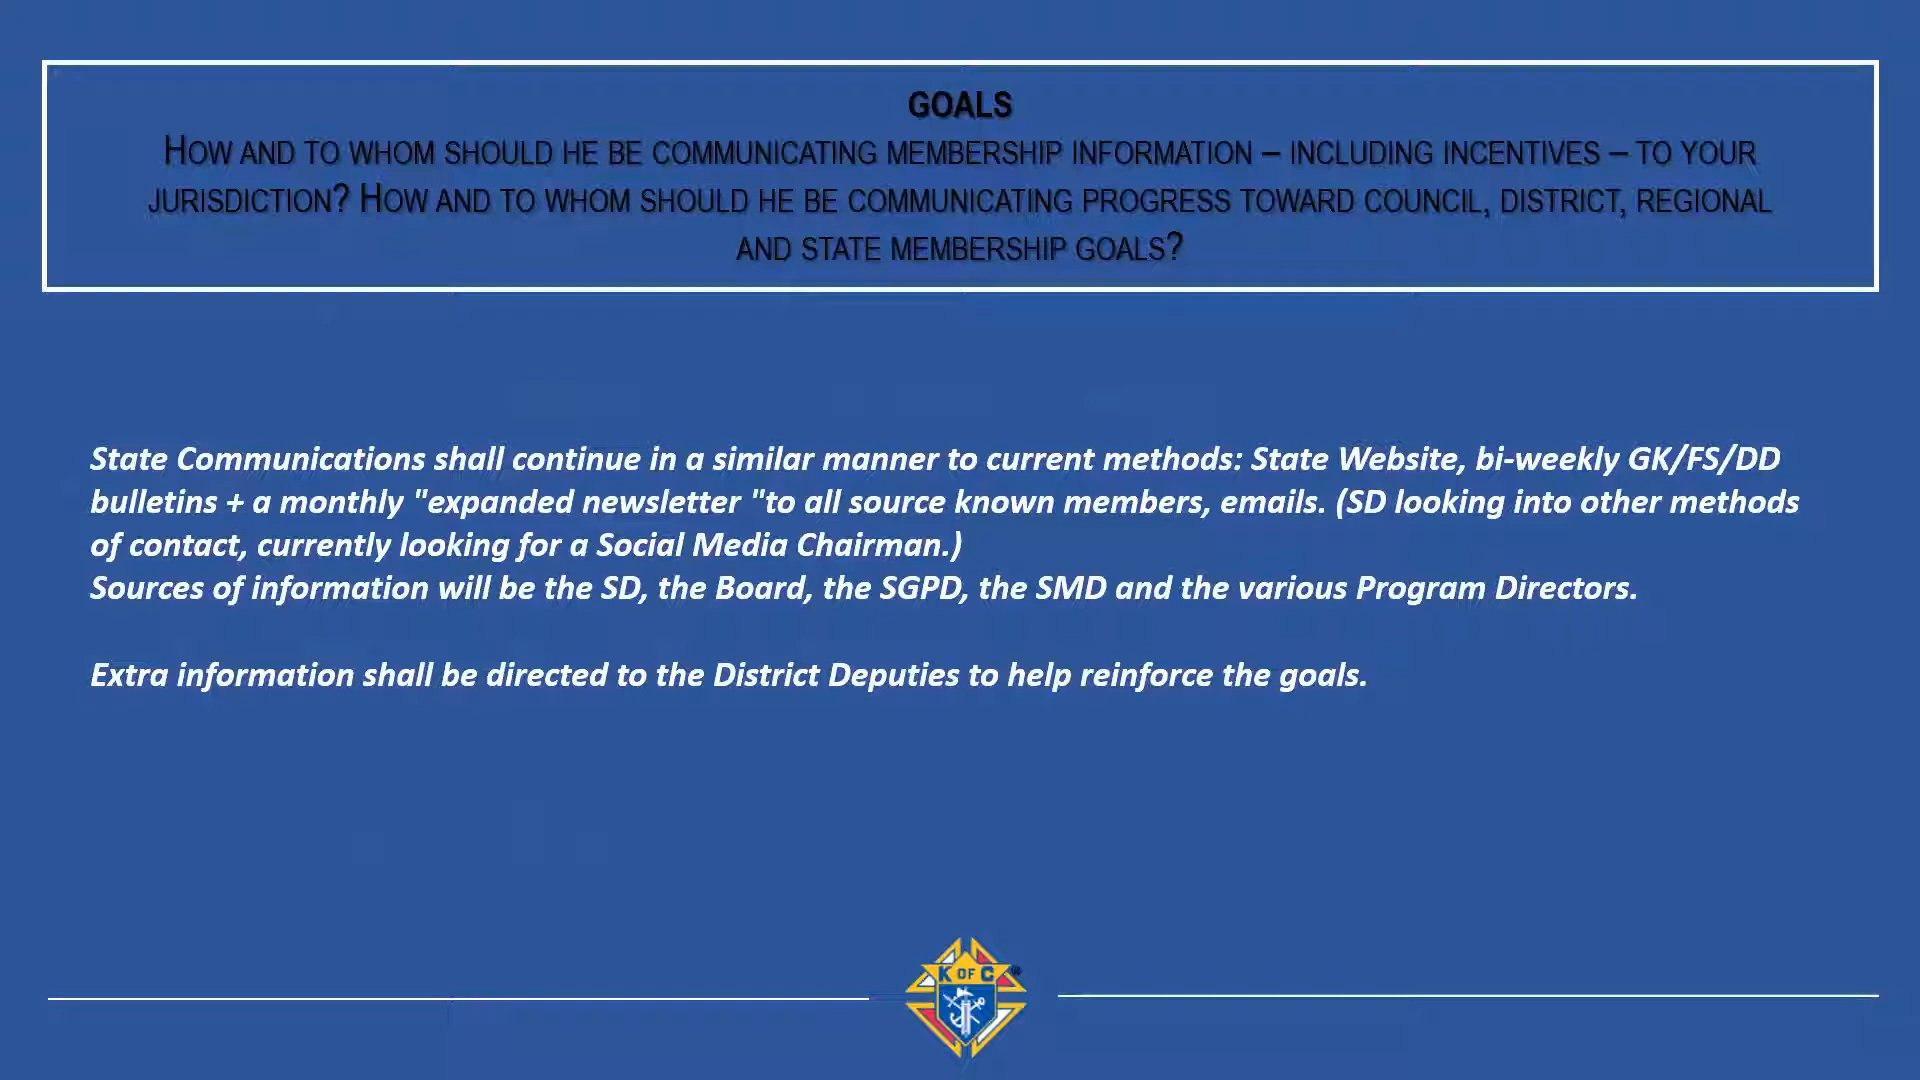 GOALS
HOW AND TO WHOM SHOULD HE BE COMMUNICATING MEMBERSHIP INFORMATION – INCLUDING INCENTIVES – TO YOUR
JURISDICTION? HOW AND TO WHOM SHOULD HE BE COMMUNICATING PROGRESS TOWARD COUNCIL, DISTRICT, REGIONAL
AND STATE MEMBERSHIP GOALS?
State Communications shall continue in a similar manner to current methods: State Website, bi-weekly GK/FS/DD
bulletins + a monthly "expanded newsletter "to all source known members, emails. (SD looking into other methods
of contact, currently looking for a Social Media Chairman.)
Sources of information will be the SD, the Board, the SGPD, the SMD and the various Program Directors.
Extra information shall be directed to the District Deputies to help reinforce the goals.
K OF C ®